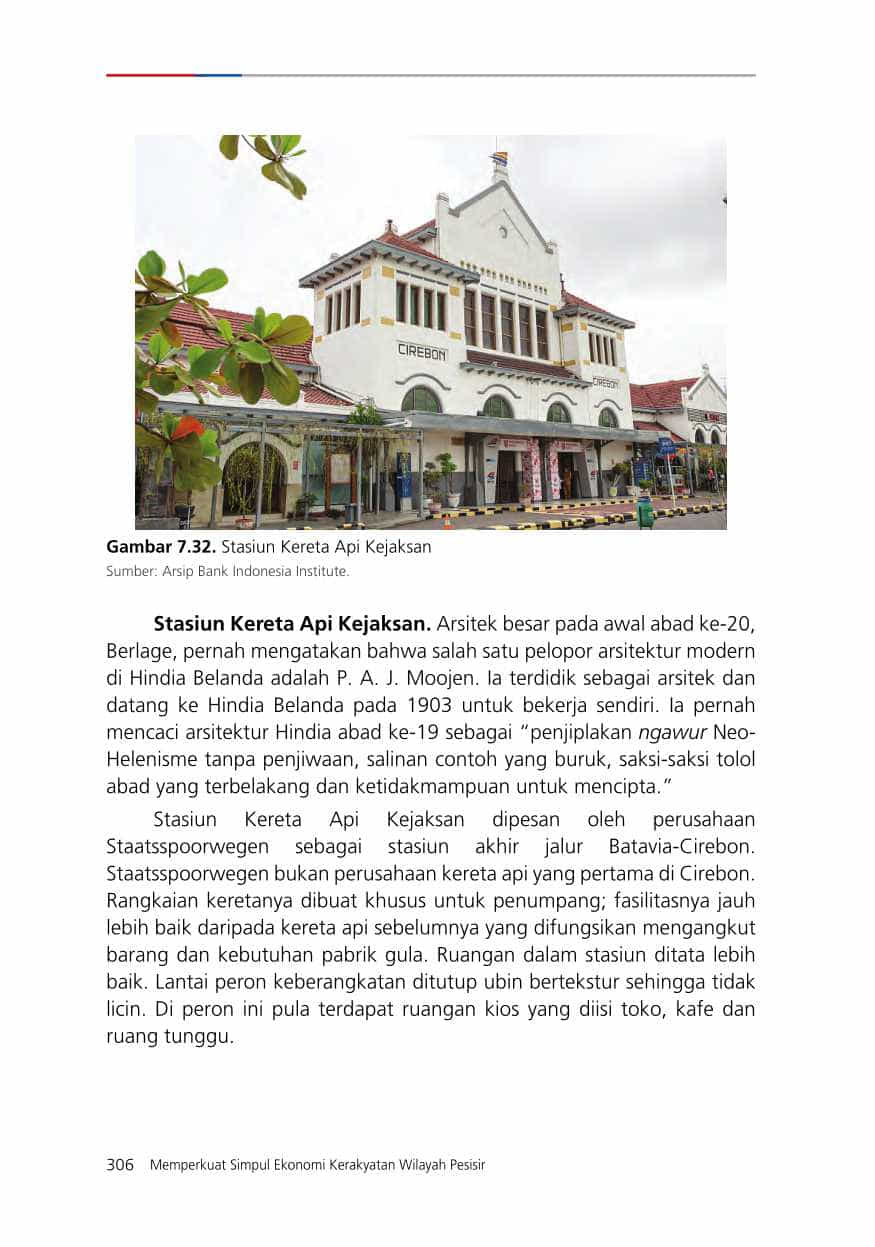 CIREBON
CIREBON
Gambar 7.32. Stasiun Kereta Api Kejaksan
Sumber: Arsip Bank Indonesia Institute.
Stasiun Kereta Api Kejaksan. Arsitek besar pada awal abad ke-20,
Berlage, pernah mengatakan bahwa salah satu pelopor arsitektur modern
di Hindia Belanda adalah P. A. J. Moojen. Ia terdidik sebagai arsitek dan
datang ke Hindia Belanda pada 1903 untuk bekerja sendiri. Ia pernah
mencaci arsitektur Hindia abad ke-19 sebagai “penjiplakan ngawur Neo-
Helenisme tanpa penjiwaan, salinan contoh yang buruk, saksi-saksi tolol
abad yang terbelakang dan ketidakmampuan untuk mencipta.”
Stasiun Kereta Api Kejaksan dipesan oleh perusahaan
Staatsspoorwegen sebagai stasiun akhir jalur Batavia-Cirebon.
Staatsspoorwegen bukan perusahaan kereta api yang pertama di Cirebon.
Rangkaian keretanya dibuat khusus untuk penumpang; fasilitasnya jauh
lebih baik daripada kereta api sebelumnya yang difungsikan mengangkut
barang dan kebutuhan pabrik gula. Ruangan dalam stasiun ditata lebih
baik. Lantai peron keberangkatan ditutup ubin bertekstur sehingga tidak
licin. Di peron ini pula terdapat ruangan kios yang diisi toko, kafe dan
ruang tunggu.
306 Memperkuat Simpul Ekonomi Kerakyatan Wilayah Pesisir